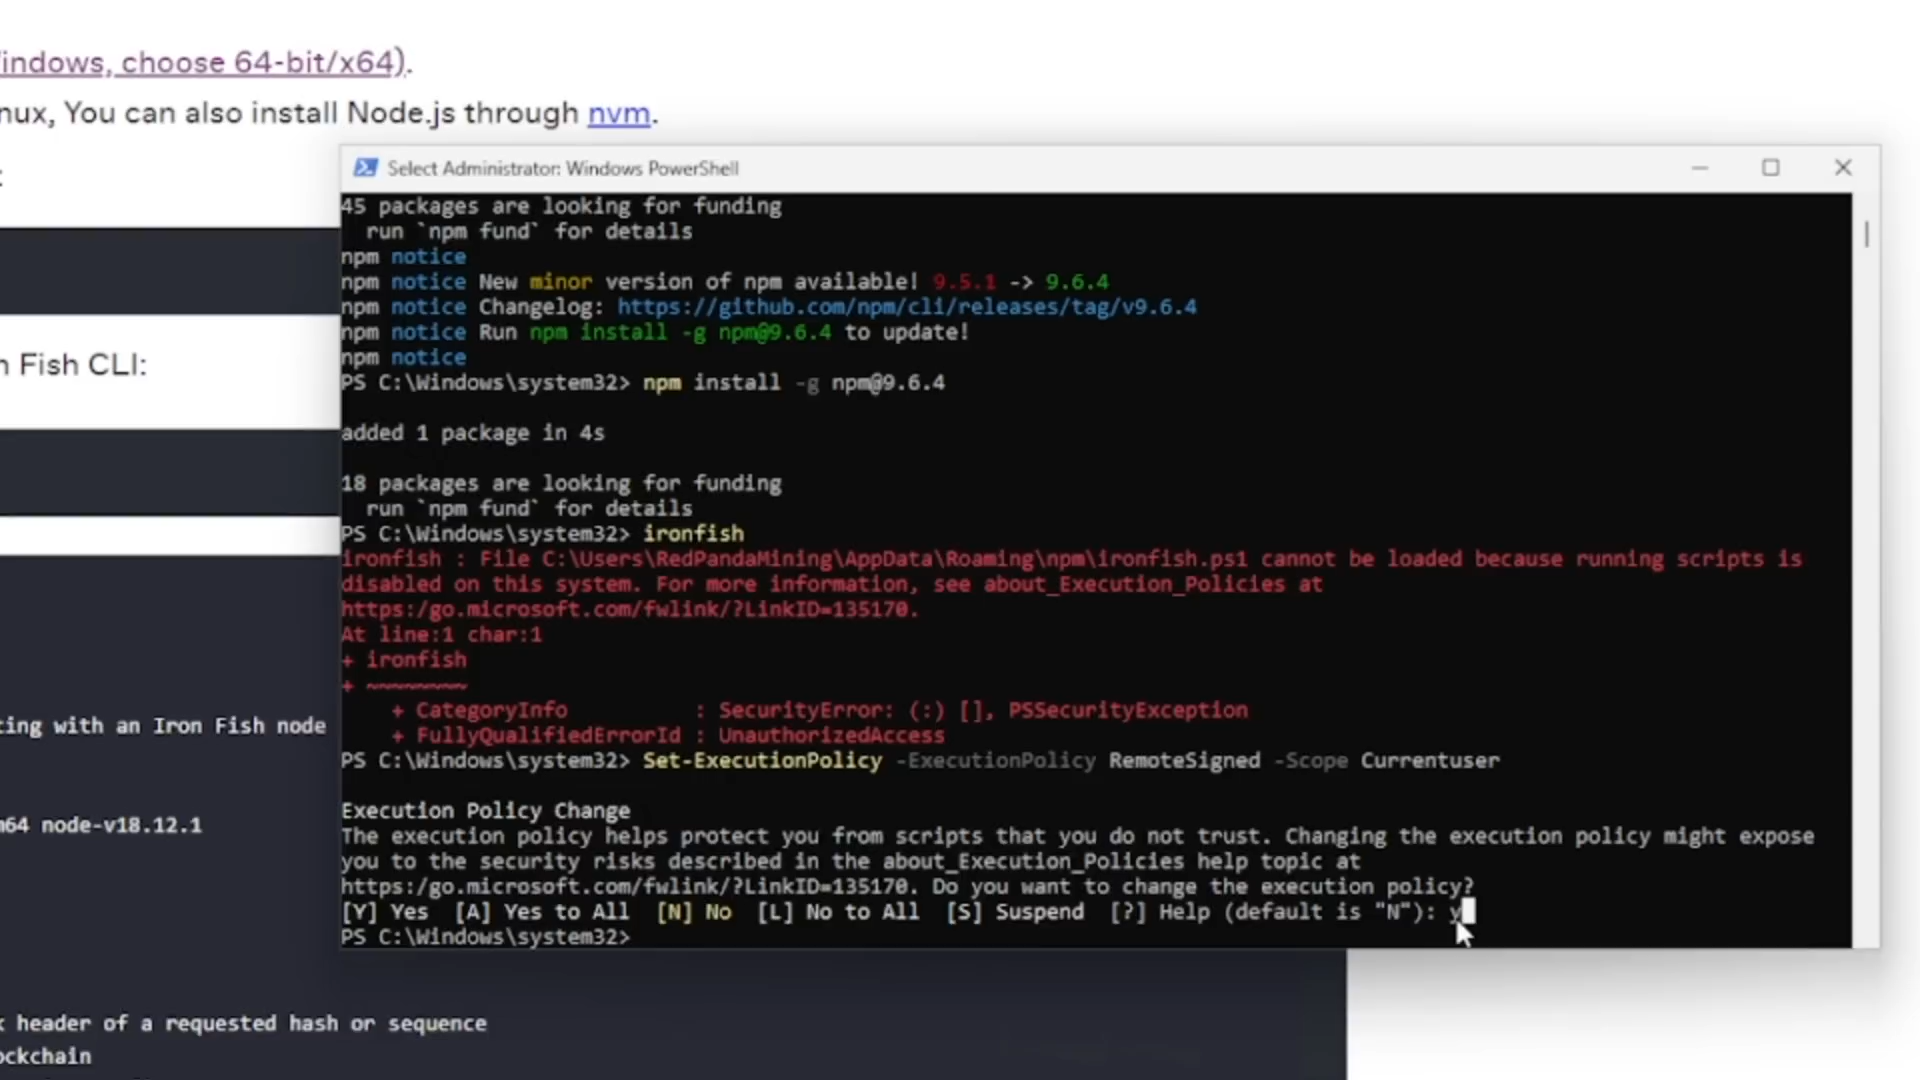 indows, choose 64-bit/x64).
nux, You can also install Node.js through nvm.
:
Select Administrator: Windows PowerShell
45 packages are looking for funding
run `npm fund` for details
npm notice
npm notice New minor version of npm available! 9.5.1 -> 9.6.4
npm notice Changelog: https://github.com/npm/cli/releases/tag/v9.6.4
npm notice Run npm install -g npm@9.6.4 to update!
npm notice
n Fish CLI:
PS C:\Windows\system32> npm install -g npm@9.6.4
added 1 package in 4s
18 packages are looking for funding
run `npm fund` for details
PS C:\Windows\system32> ironfish
ironfish : File C:\Users\RedPandaMining\AppData\Roaming\npm\ironfish.ps1 cannot be loaded because running scripts is
disabled on this system. For more information, see about_Execution_Policies at
https:/go.microsoft.com/fwlink/?LinkID=135170.
At line:1 char:1
+ ironfish
+ ~~~~~~~~
+ CategoryInfo : SecurityError: (:) [], PSSecurityException
+ FullyQualifiedErrorId : UnauthorizedAccess
ting with an Iron Fish node
PS C:\Windows\system32> Set-ExecutionPolicy -ExecutionPolicy RemoteSigned -Scope Currentuser
Execution Policy Change
The execution policy helps protect you from scripts that you do not trust. Changing the execution policy might expose
you to the security risks described in the about_Execution_Policies help topic at
https:/go.microsoft.com/fwlink/?LinkID=135170. Do you want to change the execution policy?
[Y] Yes [A] Yes to All [N] No [L] No to All [S] Suspend [?] Help (default is "N"): y
PS C:\Windows\system32>
m64 node-v18.12.1
k header of a requested hash or sequence
ockchain